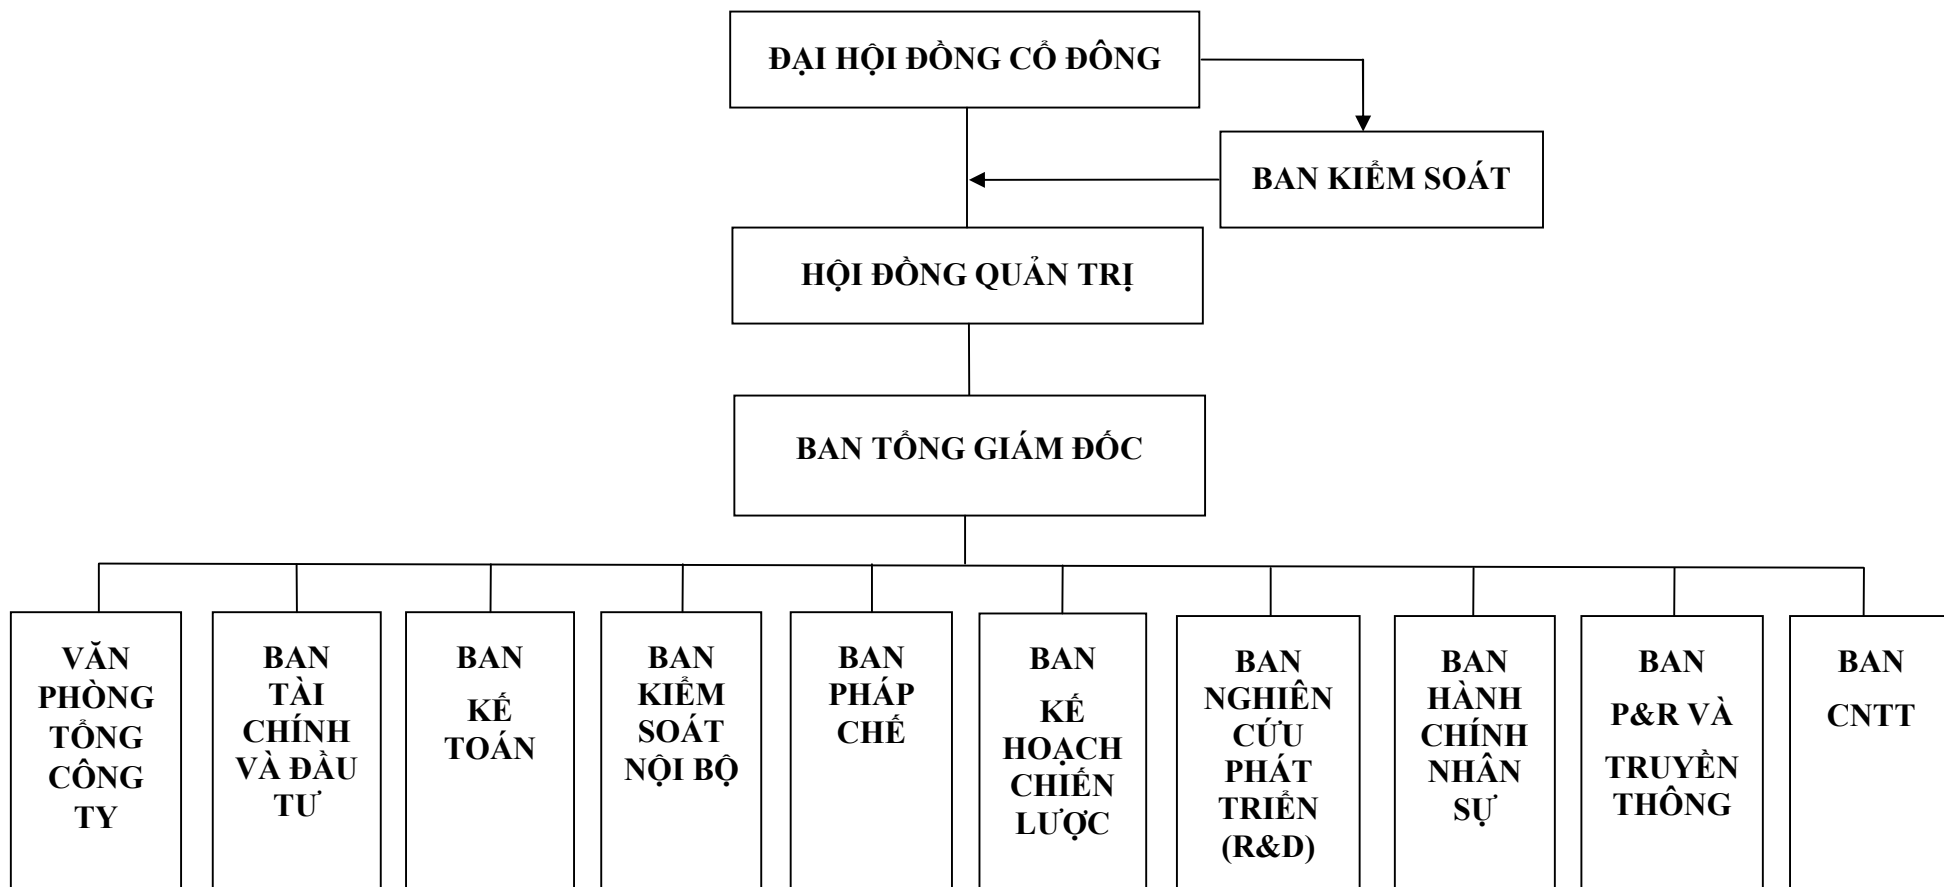 ĐẠI HỘI ĐỒNG CỔ ĐÔNG
BAN KIỂM SOÁT
HỘI ĐỒNG QUẢN TRỊ
BAN TỔNG GIÁM ĐỐC
VĂN
PHÒNG
TỔNG
CÔNG
TY
BAN
TÀI
CHÍNH
VÀ ĐẦU
TƯ
BAN
KẾ
TOÁN
BAN
KIỂM
SOÁT
NỘI BỘ
BAN
PHÁP
CHẾ
BAN
KẾ
HOẠCH
CHIẾN
LƯỢC
BAN
NGHIÊN
CỨU
PHÁT
TRIỂN
(R&D)
BAN
HÀNH
CHÍNH
NHÂN
SỰ
BAN
P&R VÀ
TRUYỀN
THÔNG
BAN
CNTT